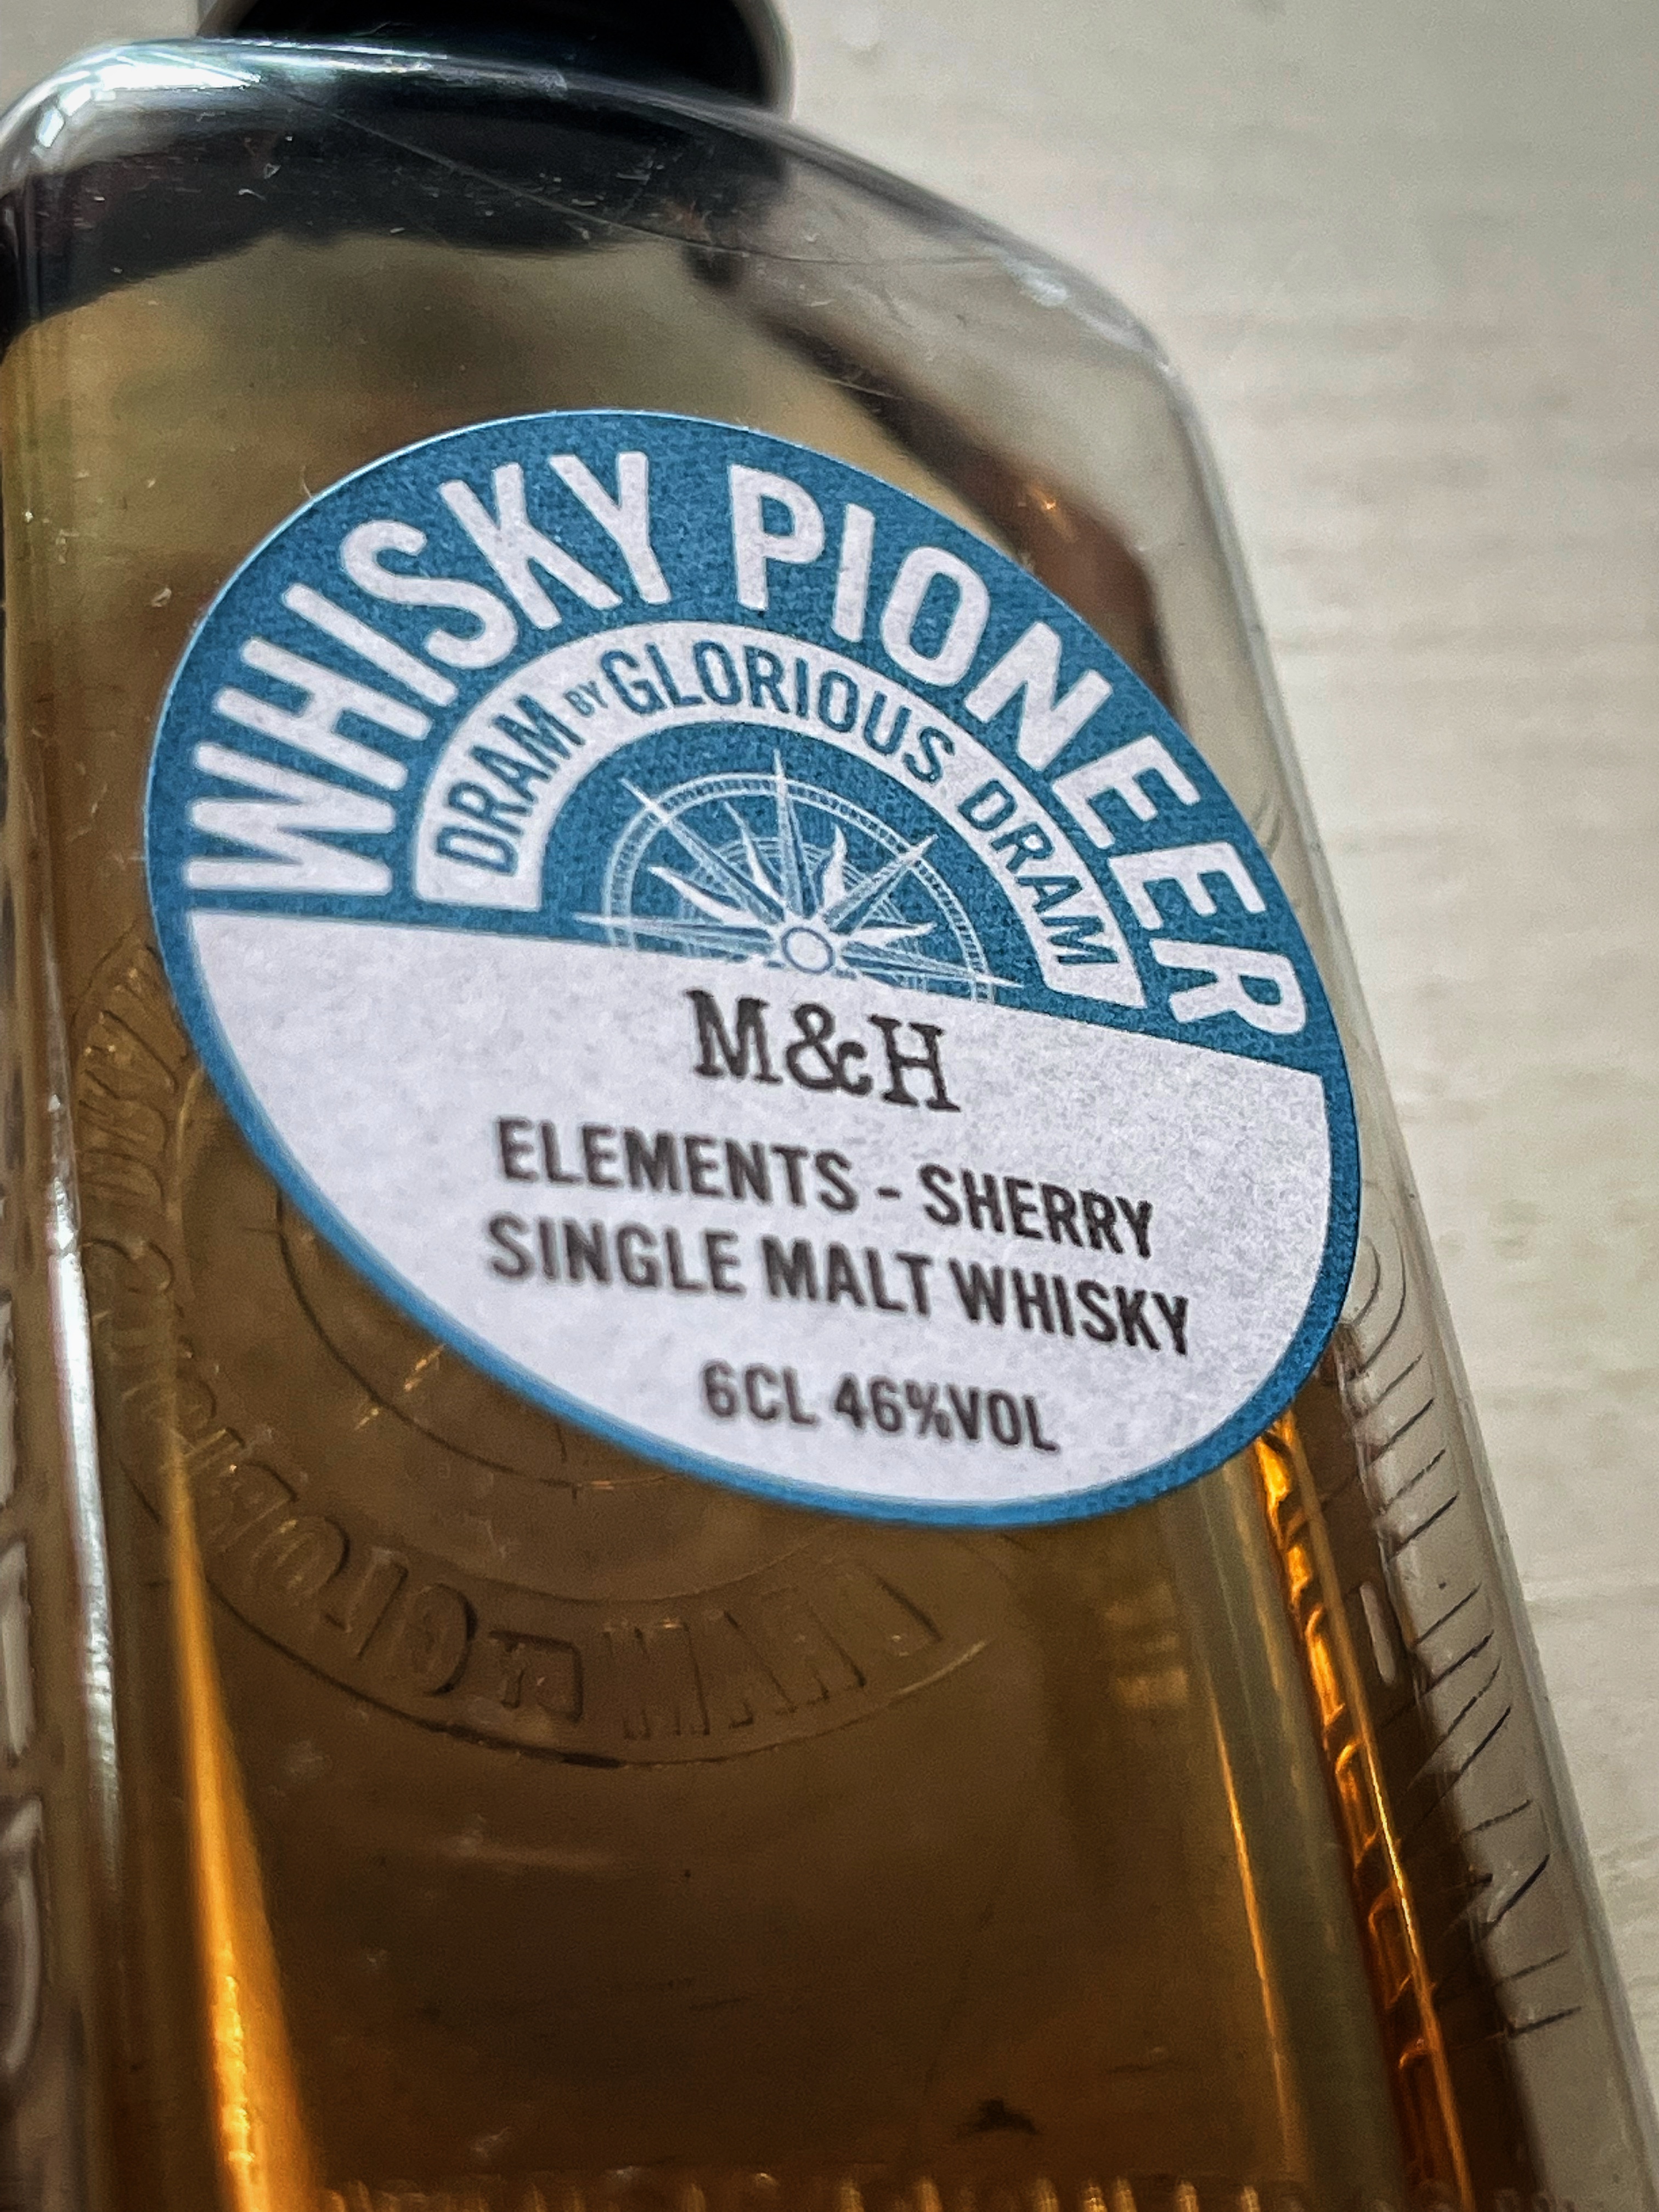 WHISKY PIONEER
DRAM BY GLORIOUS DRAM
M&H
ELEMENTS - SHERRY
SINGLE MALT WHISKY
6CL 46%VOL